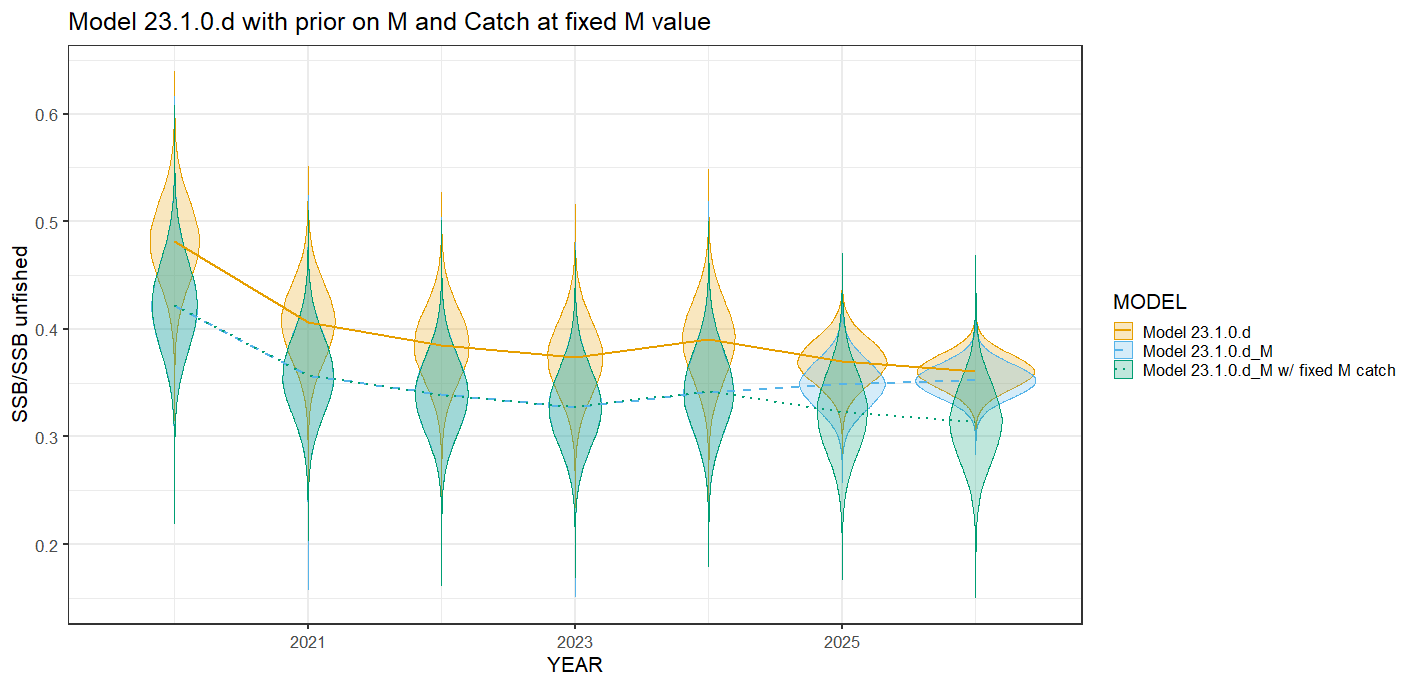 Model 23.1.0.d with prior on M and Catch at fixed M value
SSB/SSB unfished
0.6
0.5
0.4
0.3
0.2
2021
2023
2025
YEAR
MODEL
Model 23.1.0.d
Model 23.1.0.d_M
Model 23.1.0.d_M w/ fixed M catch